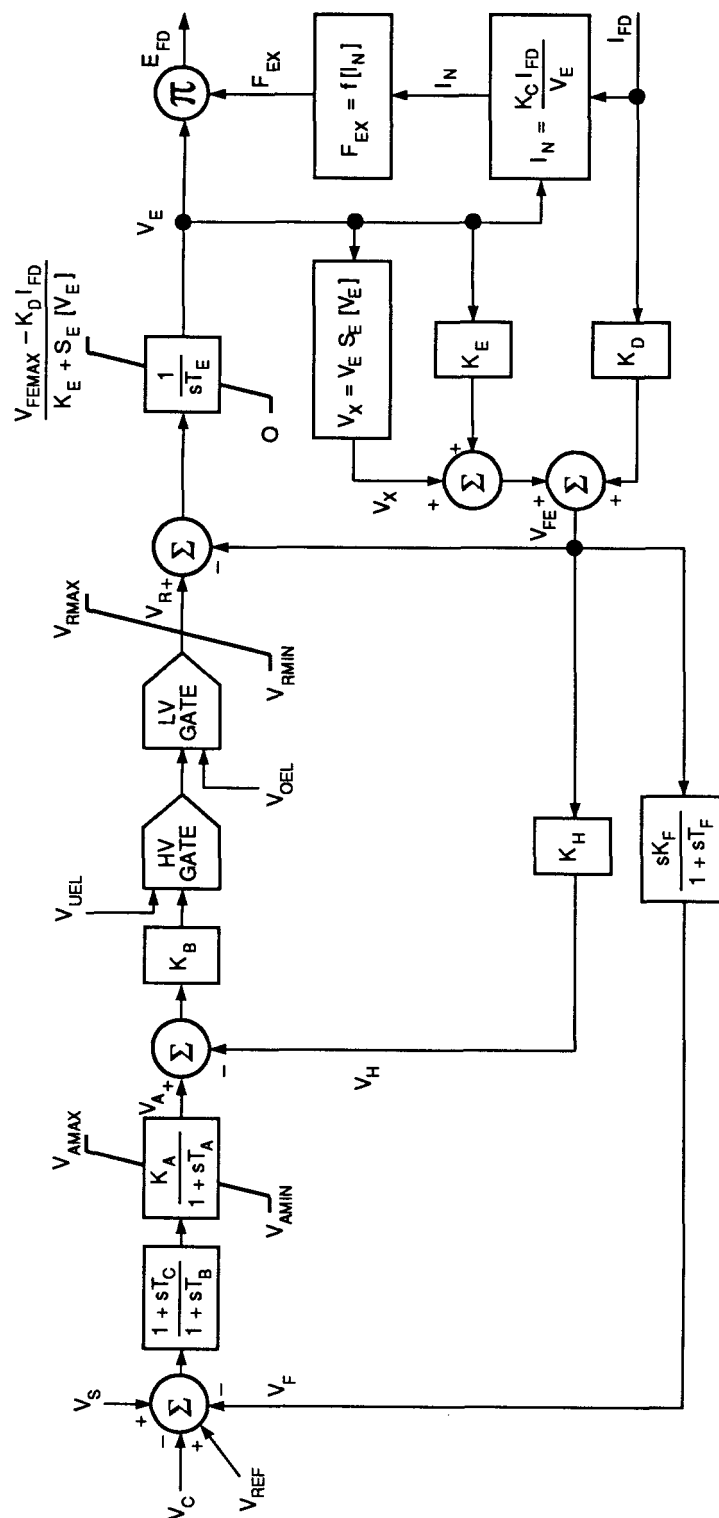 V_S
V_C
V_REF
V_F
+
-
+
-
Σ
1 + sT_C
1 + sT_B
V_AMAX
K_A
1 + sT_A
V_AMIN
V_A +
-
Σ
V_H
K_B
V_UEL
HV
GATE
V_OEL
LV
GATE
V_RMAX
V_RMIN
V_R +
-
Σ
V_FEMAX - K_D I_FD
K_E + S_E [V_E]
1
sT_E
O
V_E
π
E_FD
F_EX
F_EX = f [I_N]
I_N
I_N = K_C I_FD
V_E
I_FD
V_X = V_E S_E [V_E]
V_X
K_E
+
+
Σ
K_D
V_FE +
+
Σ
K_H
sK_F
1 + sT_F